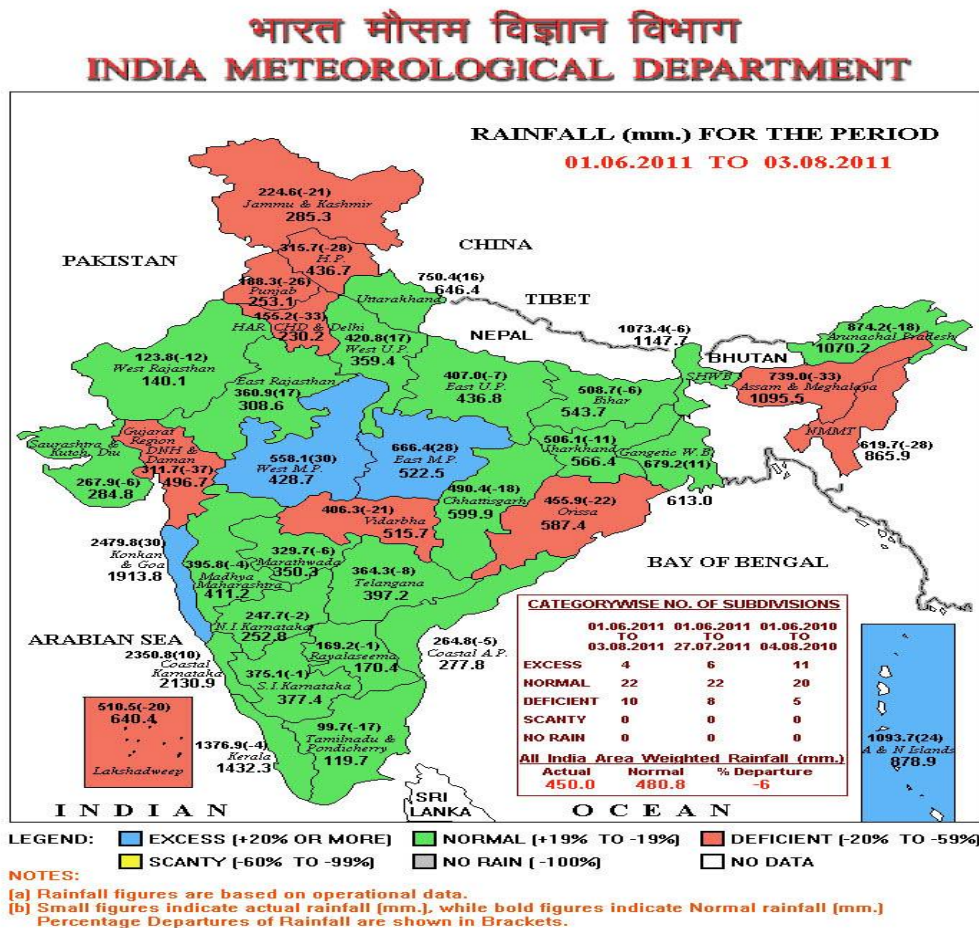 भारत मौसम विज्ञान विभाग
INDIA METEOROLOGICAL DEPARTMENT
RAINFALL (mm.) FOR THE PERIOD
01.06.2011 TO 03.08.2011
224.6(-21)
Jammu & Kashmir
285.3
315.7(-28)
H.P.
436.7
CHINA
PAKISTAN
188.3(-26)
Punjab
253.1
750.4(16)
646.4
Uttarakhand
TIBET
155.2(-33)
HAR CHD & Delhi
230.2
NEPAL
420.8(17)
West U.P.
359.4
1073.4(-6)
1147.7
BHUTAN
SHWB
874.2(-18)
Arunachal Pradesh
1070.2
123.8(-12)
West Rajasthan
140.1
East Rajasthan
360.9(17)
308.6
407.0(-7)
East U.P.
436.8
508.7(-6)
Bihar
543.7
739.0(-33)
Assam & Meghalaya
1095.5
NMMT
619.7(-28)
865.9
Saurashtra &
Kutch, Diu
267.9(-6)
284.8
Gujarat
Region
DNH &
Daman
311.7(-37)
496.7
558.1(30)
West M.P.
428.7
666.4(28)
East M.P.
522.5
506.1(-11)
Jharkhand
566.4
Gangetic W.B.
679.2(11)
613.0
490.4(-18)
Chhattisgarh
599.9
455.9(-22)
Orissa
587.4
406.3(-21)
Vidarbha
515.7
2479.8(30)
Konkan
& Goa
1913.8
395.8(-4)
Madhya
Maharashtra
411.2
329.7(-6)
Marathwada
350.3
364.3(-8)
Telangana
397.2
BAY OF BENGAL
247.7(-2)
N.I.Karnataka
252.8
ARABIAN SEA
2350.8(10)
Coastal
Karnataka
2130.9
169.2(-1)
Rayalaseema
170.4
264.8(-5)
Coastal A.P.
277.8
375.1(-1)
S.I.Karnataka
377.4
510.5(-20)
640.4
Lakshadweep
99.7(-17)
Tamilnadu &
Pondicherry
119.7
1376.9(-4)
Kerala
1432.3
1093.7(24)
A & N Islands
878.9
CATEGORYWISE NO. OF SUBDIVISIONS
01.06.2011 01.06.2011 01.06.2010
TO TO TO
03.08.2011 27.07.2011 04.08.2010
EXCESS 4 6 11
NORMAL 22 22 20
DEFICIENT 10 8 5
SCANTY 0 0 0
NO RAIN 0 0 0
All India Area Weighted Rainfall (mm.)
Actual Normal % Departure
450.0 480.8 -6
SRI
LANKA
INDIAN OCEAN
LEGEND: EXCESS (+20% OR MORE) NORMAL (+19% TO -19%) DEFICIENT (-20% TO -59%)
SCANTY (-60% TO -99%) NO RAIN (-100%) NO DATA
NOTES:
(a) Rainfall figures are based on operational data.
(b) Small figures indicate actual rainfall (mm.), while bold figures indicate Normal rainfall (mm.)
Percentage Departures of Rainfall are shown in Brackets.